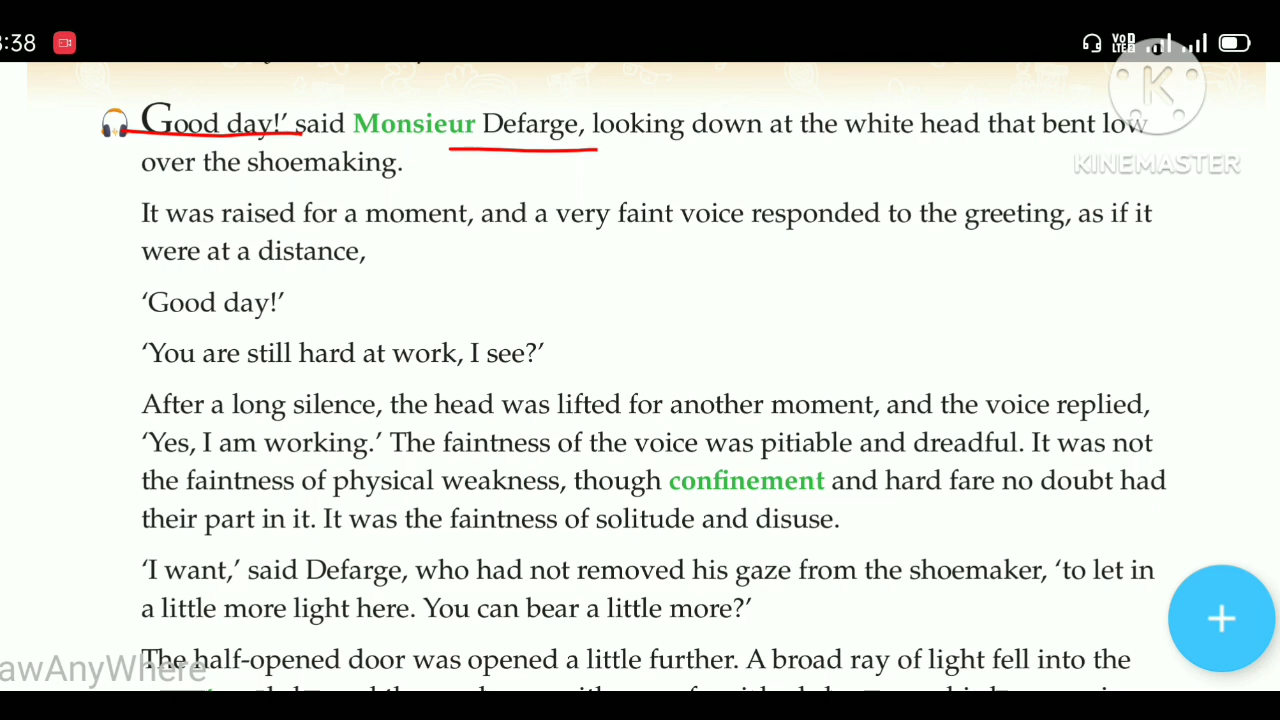 :38
VoD
LTE2
K
KINEMASTER
Good day!’ said Monsieur Defarge, looking down at the white head that bent low
over the shoemaking.
It was raised for a moment, and a very faint voice responded to the greeting, as if it
were at a distance,
‘Good day!’
‘You are still hard at work, I see?’
After a long silence, the head was lifted for another moment, and the voice replied,
‘Yes, I am working.’ The faintness of the voice was pitiable and dreadful. It was not
the faintness of physical weakness, though confinement and hard fare no doubt had
their part in it. It was the faintness of solitude and disuse.
‘I want,’ said Defarge, who had not removed his gaze from the shoemaker, ‘to let in
a little more light here. You can bear a little more?’
The half-opened door was opened a little further. A broad ray of light fell into the
awAnyWhere
+